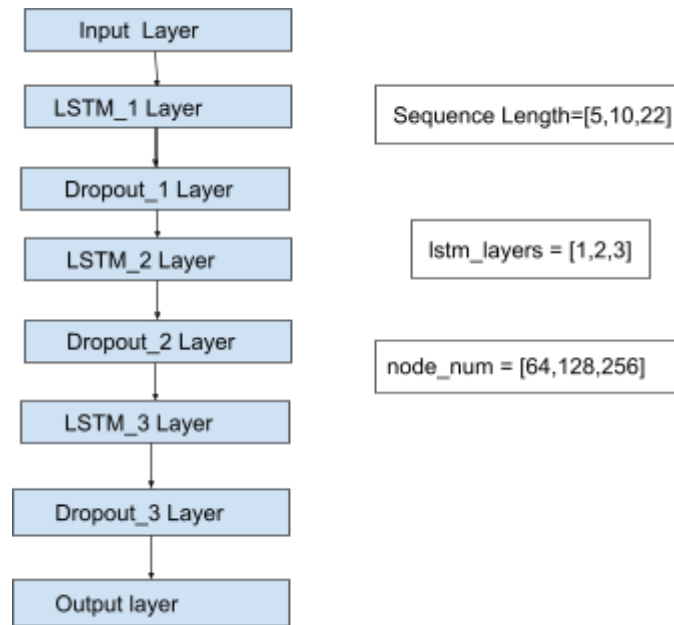 Input Layer
LSTM_1 Layer
Dropout_1 Layer
LSTM_2 Layer
Dropout_2 Layer
LSTM_3 Layer
Dropout_3 Layer
Output layer
Sequence Length=[5,10,22]
lstm_layers = [1,2,3]
node_num = [64,128,256]